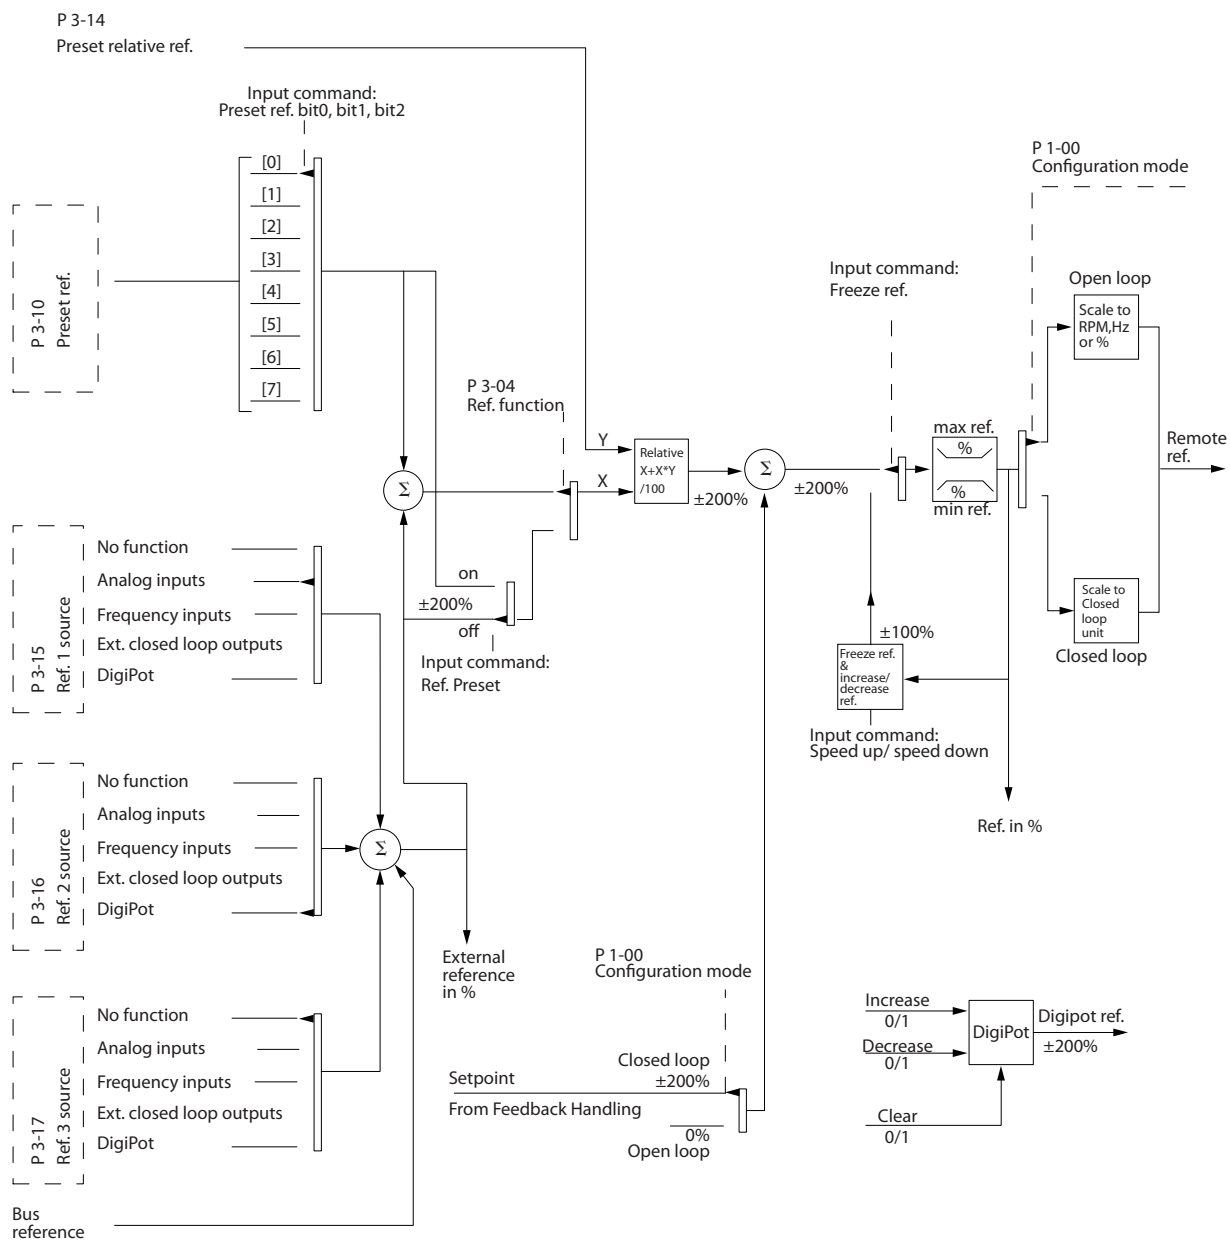 P 3-14
Preset relative ref.
Input command:
Preset ref. bit0, bit1, bit2
[0]
[1]
[2]
[3]
[4]
[5]
[6]
[7]
P 3-10
Preset ref.
P 1-00
Configuration mode
Input command:
Freeze ref.
Open loop
Scale to
RPM,Hz
or %
P 3-04
Ref. function
Y
X
Relative
X+X*Y
/100
±200%
Σ
±200%
max ref.
%
%
min ref.
Remote
ref.
Σ
on
±200%
off
Input command:
Ref. Preset
Scale to
Closed
loop
unit
Closed loop
±100%
Freeze ref.
&
increase/
decrease
ref.
Input command:
Speed up/ speed down
Ref. in %
P 3-15
Ref. 1 source
No function
Analog inputs
Frequency inputs
Ext. closed loop outputs
DigiPot
P 3-16
Ref. 2 source
No function
Analog inputs
Frequency inputs
Ext. closed loop outputs
DigiPot
Σ
External
reference
in %
P 3-17
Ref. 3 source
No function
Analog inputs
Frequency inputs
Ext. closed loop outputs
DigiPot
Bus
reference
P 1-00
Configuration mode
Closed loop
Setpoint
±200%
From Feedback Handling
0%
Open loop
Increase
0/1
Decrease
0/1
Clear
0/1
DigiPot
Digipot ref.
±200%